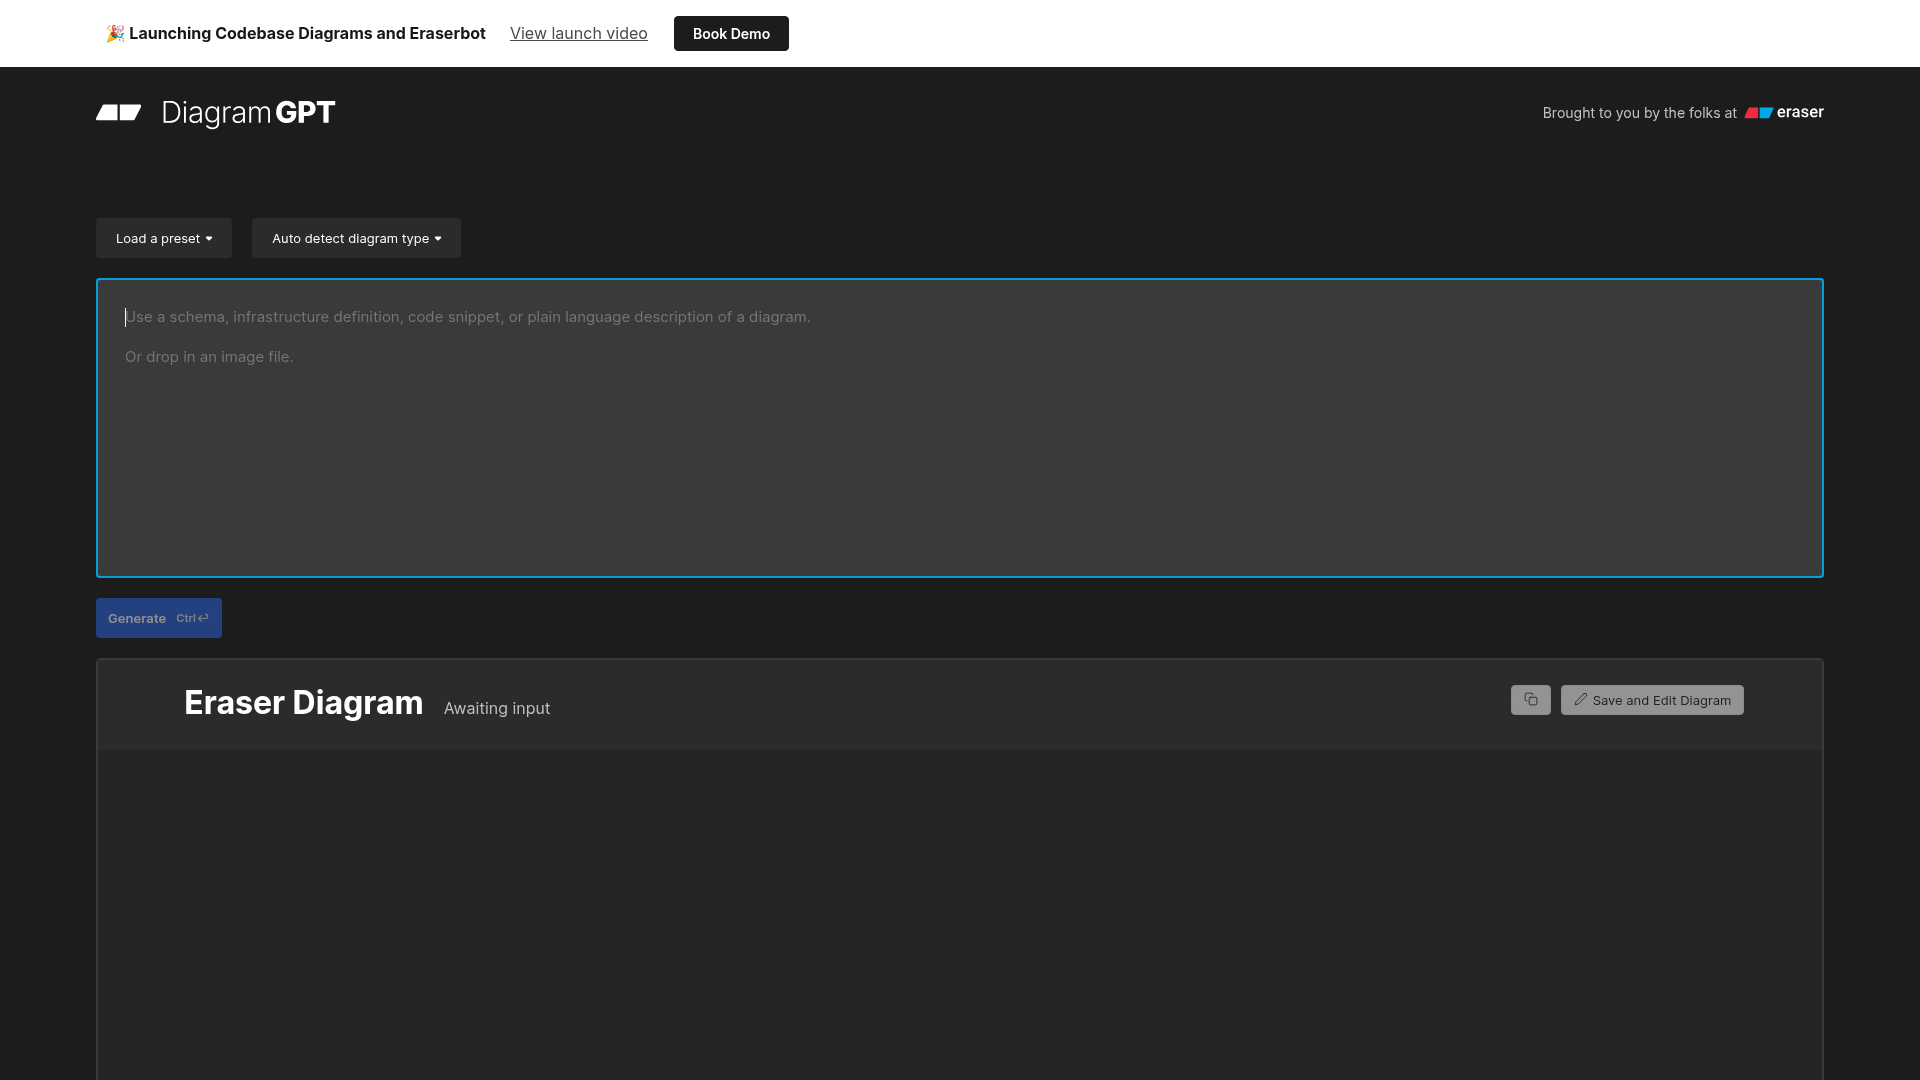 🎉 Launching Codebase Diagrams and Eraserbot View launch video Book Demo
DiagramGPT Brought to you by the folks at eraser
Load a preset Auto detect diagram type
Use a schema, infrastructure definition, code snippet, or plain language description of a diagram.
Or drop in an image file.
Generate Ctrl↩
Eraser Diagram Awaiting input Save and Edit Diagram